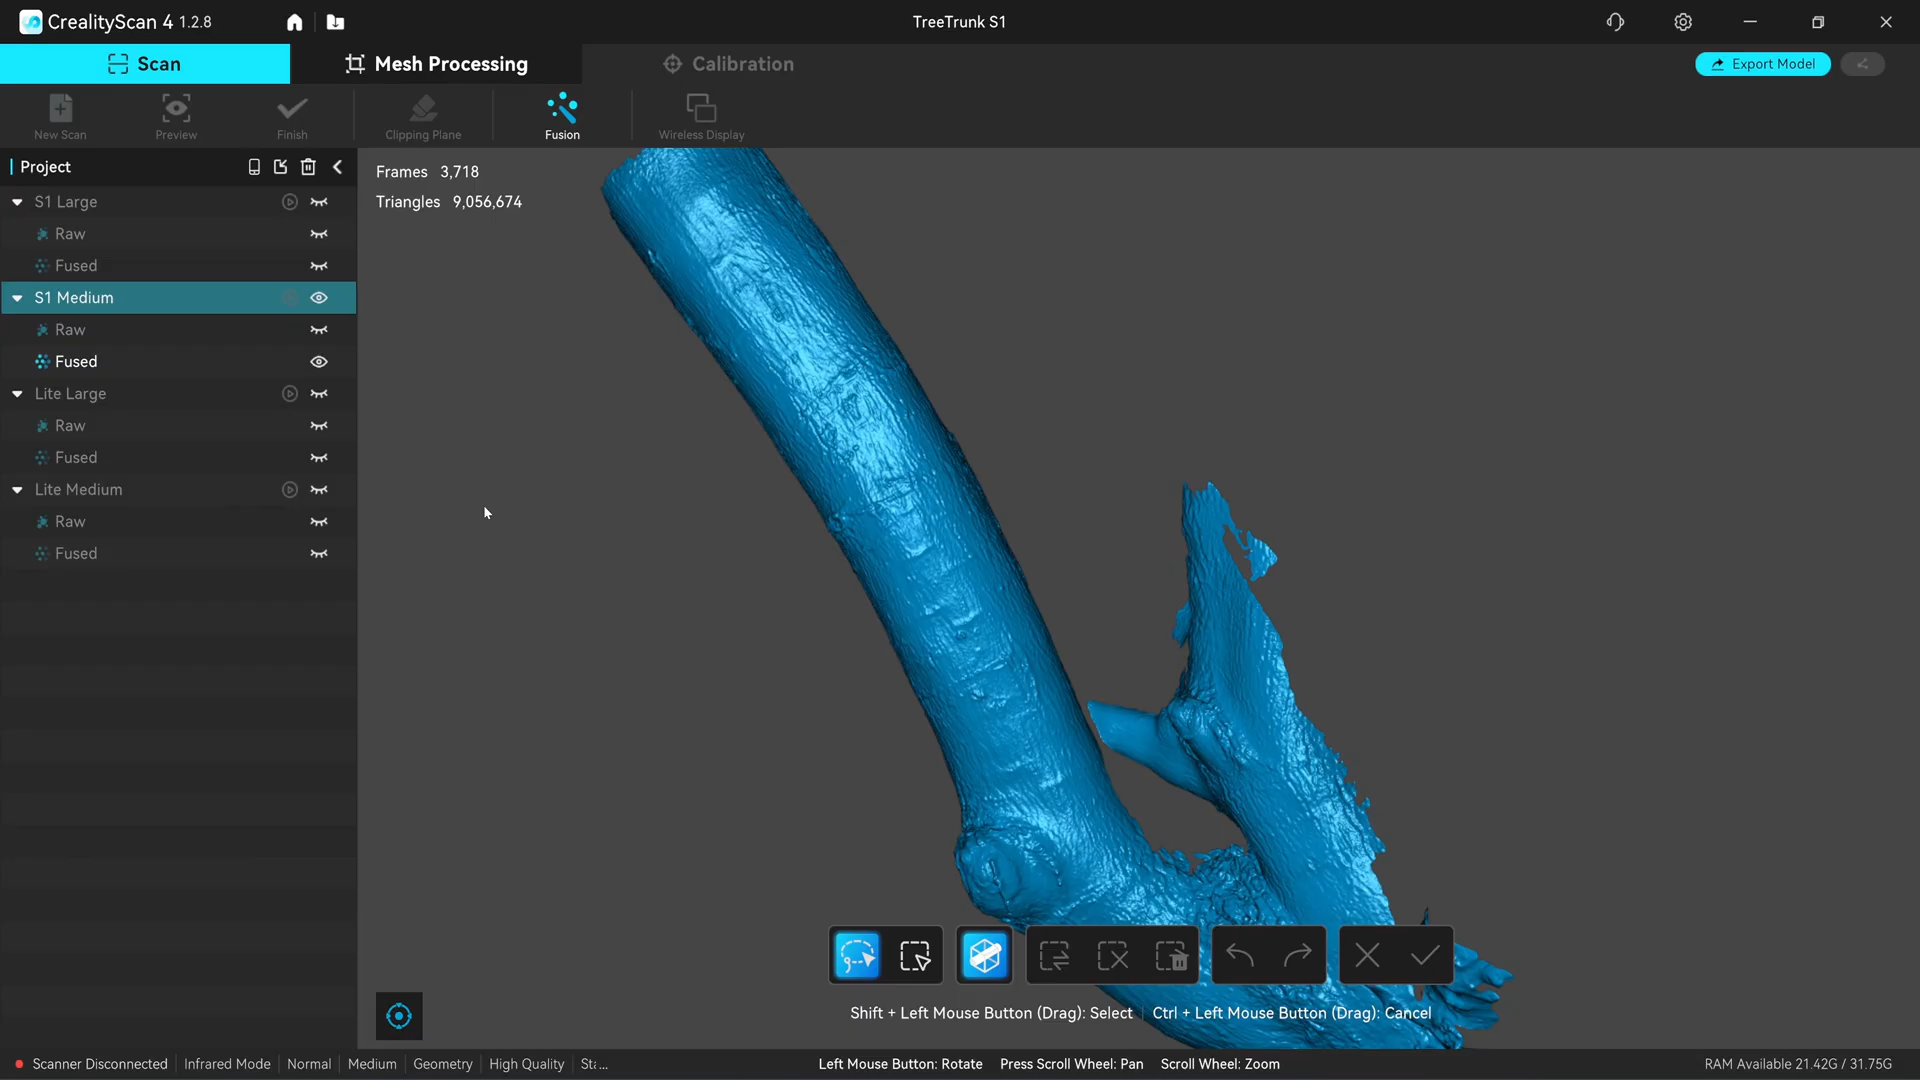 CrealityScan 4 1.2.8
TreeTrunk S1
Scan
Mesh Processing
Calibration
Export Model
New Scan
Preview
Finish
Clipping Plane
Fusion
Wireless Display
Project
Frames 3,718
Triangles 9,056,674
S1 Large
Raw
Fused
S1 Medium
Raw
Fused
Lite Large
Raw
Fused
Lite Medium
Raw
Fused
Shift + Left Mouse Button (Drag): Select
Ctrl + Left Mouse Button (Drag): Cancel
Scanner Disconnected
Infrared Mode
Normal
Medium
Geometry
High Quality
Sta...
Left Mouse Button: Rotate
Press Scroll Wheel: Pan
Scroll Wheel: Zoom
RAM Available 21.42G / 31.75G